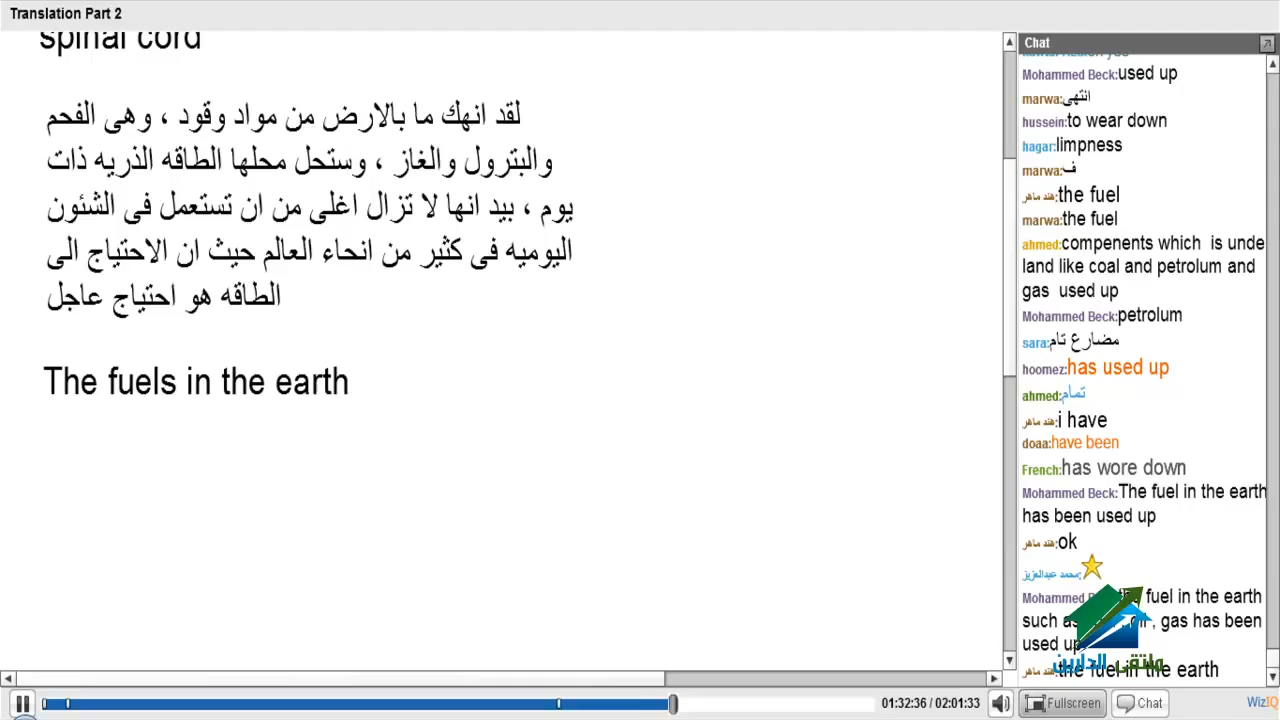 Translation Part 2
spinal cord
لقد انهك ما بالارض من مواد وقود ، وهى الفحم
والبترول والغاز ، وستحل محلها الطاقه الذريه ذات
يوم ، بيد انها لا تزال اغلى من ان تستعمل فى الشئون
اليوميه فى كثير من انحاء العالم حيث ان الاحتياج الى
الطاقه هو احتياج عاجل
The fuels in the earth
Chat
Mohammed Beck:used up
marwa:انتهى
hussein:to wear down
hagar:limpness
marwa:ف
هند ماهر:the fuel
marwa:the fuel
ahmed:compenents which is unde
land like coal and petrolum and
gas used up
Mohammed Beck:petrolum
sara:مضارع تام
hoomez:has used up
ahmed:تمام
هند ماهر:i have
doaa:have been
French:has wore down
Mohammed Beck:The fuel in the earth
has been used up
هند ماهر:ok
محمد عبدالعزيز:
Mohammed fuel in the earth
such gas has been
used up
ملتقى الدارين
هند ماهر:the fuel in the earth
01:32:36 / 02:01:33
Fullscreen
Chat
WizIQ